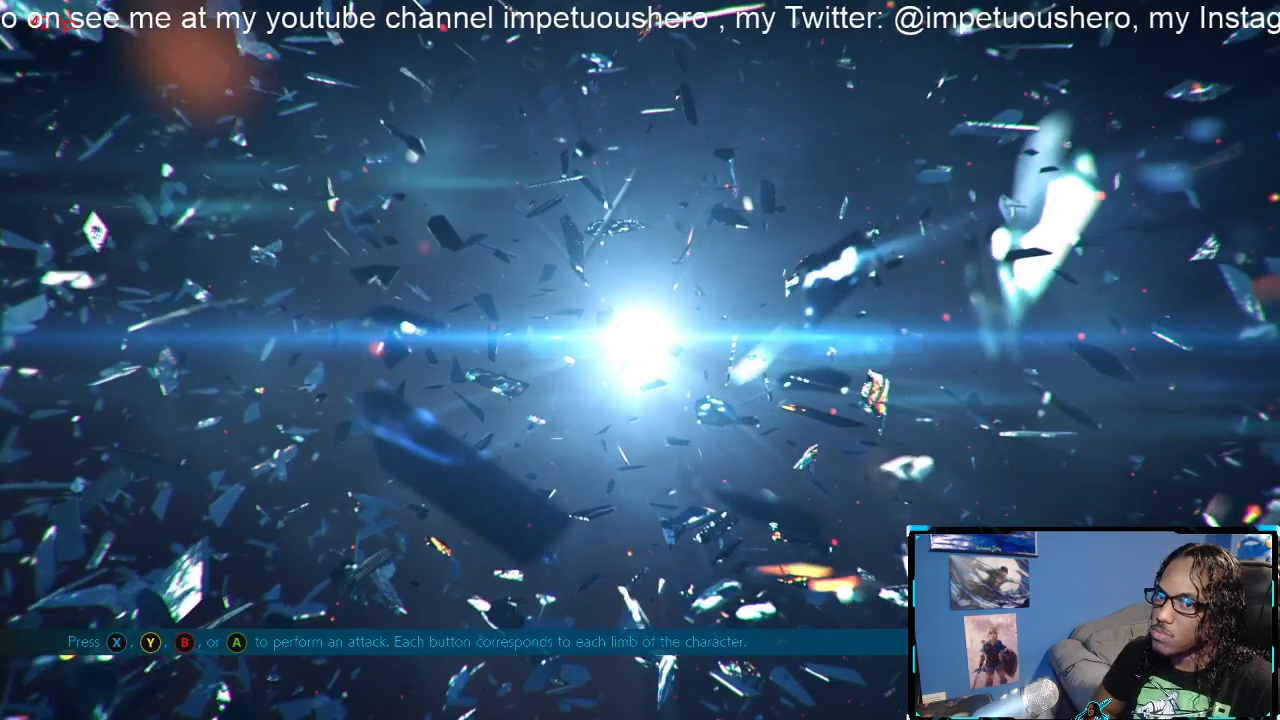 o on see me at my youtube channel impetuoushero , my Twitter: @impetuoushero, my Instag
Press X, Y, B, or A to perform an attack. Each button corresponds to each limb of the character.